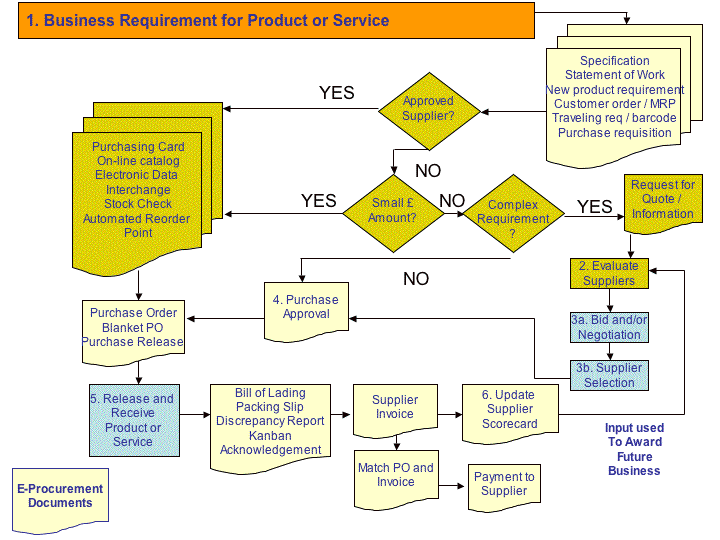 1. Business Requirement for Product or Service
Specification
Statement of Work
New product requirement
Customer order / MRP
Traveling req / barcode
Purchase requisition
YES
Approved
Supplier?
NO
Purchasing Card
On-line catalog
Electronic Data
Interchange
Stock Check
Automated Reorder
Point
YES
Small £
Amount?
NO
Complex
Requirement
?
YES
Request for
Quote /
Information
NO
2. Evaluate
Suppliers
3a. Bid and/or
Negotiation
3b. Supplier
Selection
4. Purchase
Approval
Purchase Order
Blanket PO
Purchase Release
5. Release and
Receive
Product or
Service
Bill of Lading
Packing Slip
Discrepancy Report
Kanban
Acknowledgement
Supplier
Invoice
6. Update
Supplier
Scorecard
Input used
To Award
Future
Business
Match PO and
Invoice
Payment to
Supplier
E-Procurement
Documents